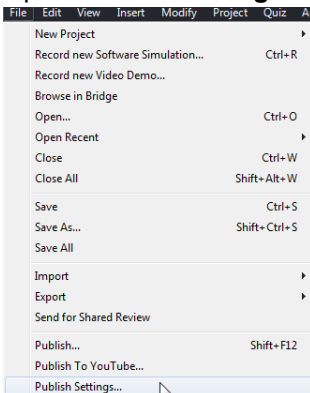 File Edit View Insert Modify Project Quiz A
New Project
Record new Software Simulation... Ctrl+R
Record new Video Demo...
Browse in Bridge
Open... Ctrl+O
Open Recent
Close Ctrl+W
Close All Shift+Alt+W
Save Ctrl+S
Save As... Shift+Ctrl+S
Save All
Import
Export
Send for Shared Review
Publish... Shift+F12
Publish To YouTube...
Publish Settings...